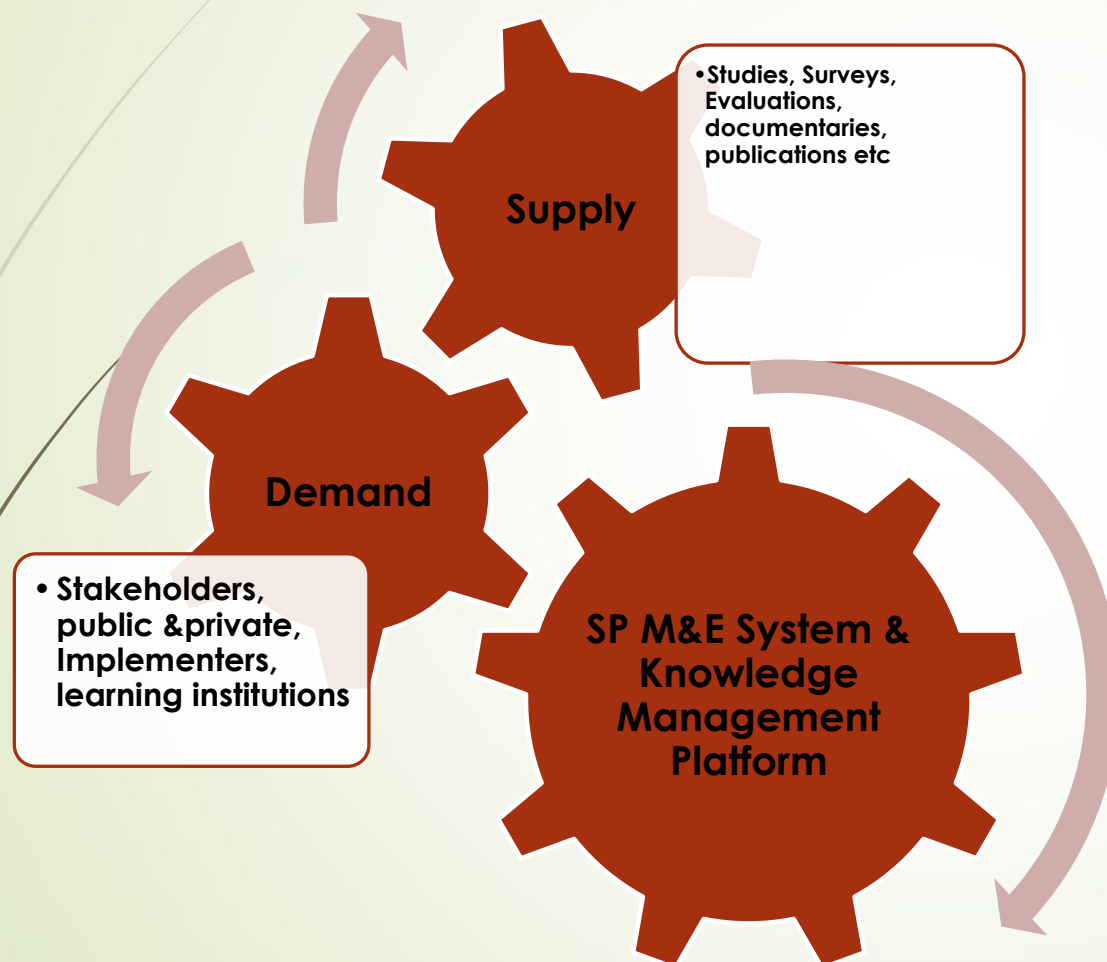 •Studies, Surveys,
Evaluations,
documentaries,
publications etc
Supply
Demand
• Stakeholders,
public &private,
Implementers,
learning institutions
SP M&E System &
Knowledge
Management
Platform